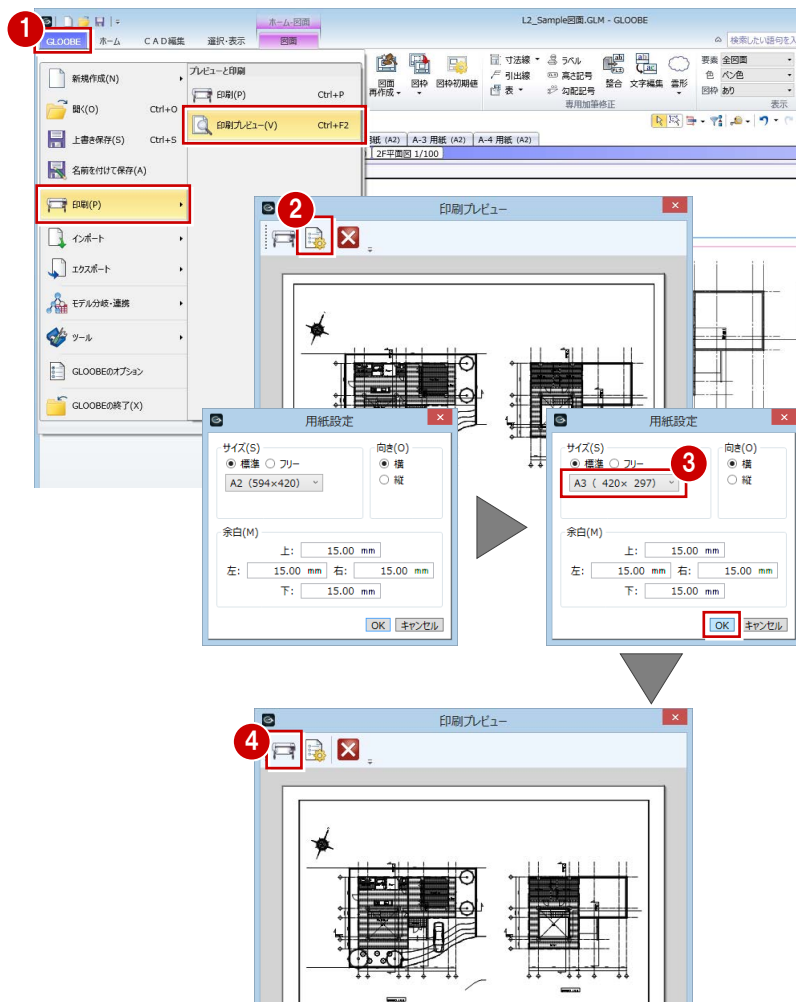 1
L2_Sample図面.GLM - GLOOBE
ホーム-図面
GLOOBE ホーム CAD編集 選択・表示 図面
検索したい語句を入
新規作成(N)
開く(O) Ctrl+O
上書き保存(S) Ctrl+S
名前を付けて保存(A)
印刷(P)
インポート
エクスポート
モデル分岐・連携
ツール
GLOOBEのオプション
GLOOBEの終了(X)
プレビューと印刷
印刷(P) Ctrl+P
印刷プレビュー(V) Ctrl+F2
図面
再作成
図枠
図枠初期値
寸法線
引出線
表
ラベル
高さ記号
勾配記号
整合
文字編集
雲形
専用加筆修正
要素 全図面
色 ペン色
図枠 あり
表示
用紙 (A2) A-3 用紙 (A2) A-4 用紙 (A2)
2F平面図 1/100
2
印刷プレビュー
用紙設定
サイズ(S)
標準 フリー
A2 (594×420)
向き(O)
横
縦
余白(M)
上: 15.00 mm
左: 15.00 mm 右: 15.00 mm
下: 15.00 mm
OK キャンセル
用紙設定
サイズ(S)
標準 フリー
3
A3 ( 420× 297)
向き(O)
横
縦
余白(M)
上: 15.00 mm
左: 15.00 mm 右: 15.00 mm
下: 15.00 mm
OK キャンセル
印刷プレビュー
4